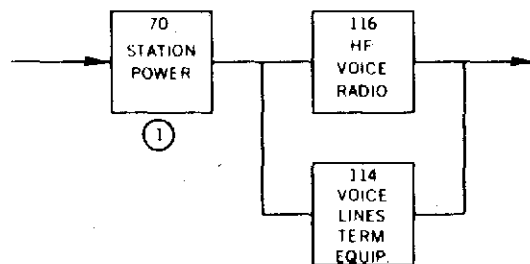 70
STATION
POWER
1
116
HF
VOICE
RADIO
114
VOICE
LINES
TERM
EQUIP.